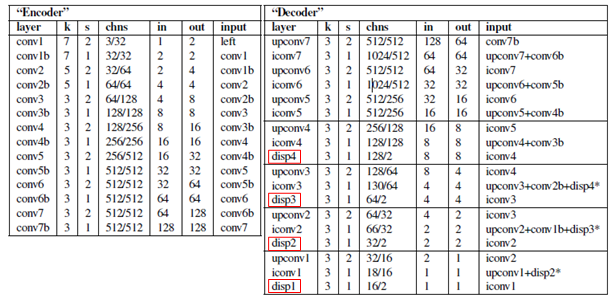 "Encoder"
layer k s chns in out input
conv1 7 2 3/32 1 2 left
conv1b 7 1 32/32 2 2 conv1
conv2 5 2 32/64 2 4 conv1b
conv2b 5 1 64/64 4 4 conv2
conv3 3 2 64/128 4 8 conv2b
conv3b 3 1 128/128 8 8 conv3
conv4 3 2 128/256 8 16 conv3b
conv4b 3 1 256/256 16 16 conv4
conv5 3 2 256/512 16 32 conv4b
conv5b 3 1 512/512 32 32 conv5
conv6 3 2 512/512 32 64 conv5b
conv6b 3 1 512/512 64 64 conv6
conv7 3 2 512/512 64 128 conv6b
conv7b 3 1 512/512 128 128 conv7
"Decoder"
layer k s chns in out input
upconv7 3 2 512/512 128 64 conv7b
iconv7 3 1 1024/512 64 64 upconv7+conv6b
upconv6 3 2 512/512 64 32 iconv7
iconv6 3 1 1024/512 32 32 upconv6+conv5b
upconv5 3 2 512/256 32 16 iconv6
iconv5 3 1 512/256 16 16 upconv5+conv4b
upconv4 3 2 256/128 16 8 iconv5
iconv4 3 1 128/128 8 8 upconv4+conv3b
disp4 3 1 128/2 8 8 iconv4
upconv3 3 2 128/64 8 4 iconv4
iconv3 3 1 130/64 4 4 upconv3+conv2b+disp4*
disp3 3 1 64/2 4 4 iconv3
upconv2 3 2 64/32 4 2 iconv3
iconv2 3 1 66/32 2 2 upconv2+conv1b+disp3*
disp2 3 1 32/2 2 2 iconv2
upconv1 3 2 32/16 2 1 iconv2
iconv1 3 1 18/16 1 1 upconv1+disp2*
disp1 3 1 16/2 1 1 iconv1